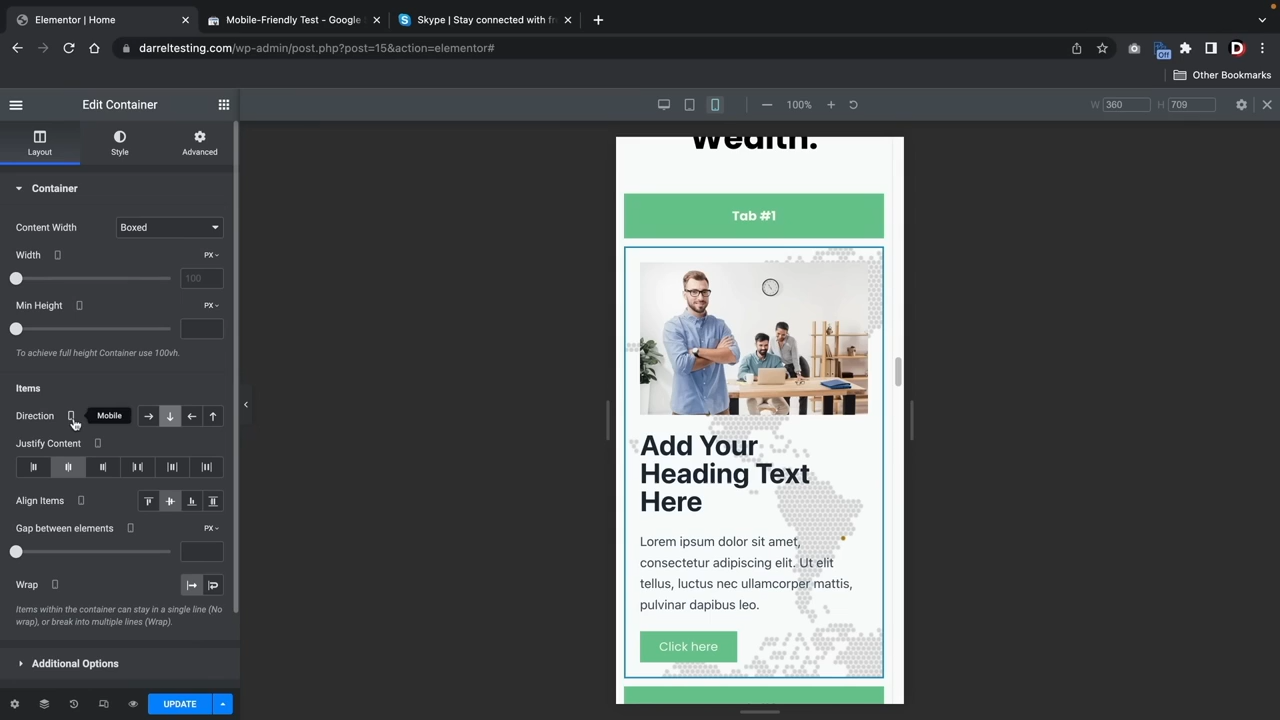 Elementor | Home
Mobile-Friendly Test - Google
Skype | Stay connected with fr
darreltesting.com/wp-admin/post.php?post=15&action=elementor#
Off
D
Other Bookmarks
Edit Container
100%
W 360 H 709
Layout
Style
Advanced
Container
Content Width
Boxed
Width
PX
100
Min Height
PX
To achieve full height Container use 100vh.
Items
Direction
Mobile
Justify Content
Align Items
Gap between elements
PX
Wrap
Items within the container can stay in a single line (No
wrap), or break into multiple lines (Wrap).
Additional Options
UPDATE
wealth.
Tab #1
Add Your
Heading Text
Here
Lorem ipsum dolor sit amet,
consectetur adipiscing elit. Ut elit
tellus, luctus nec ullamcorper mattis,
pulvinar dapibus leo.
Click here